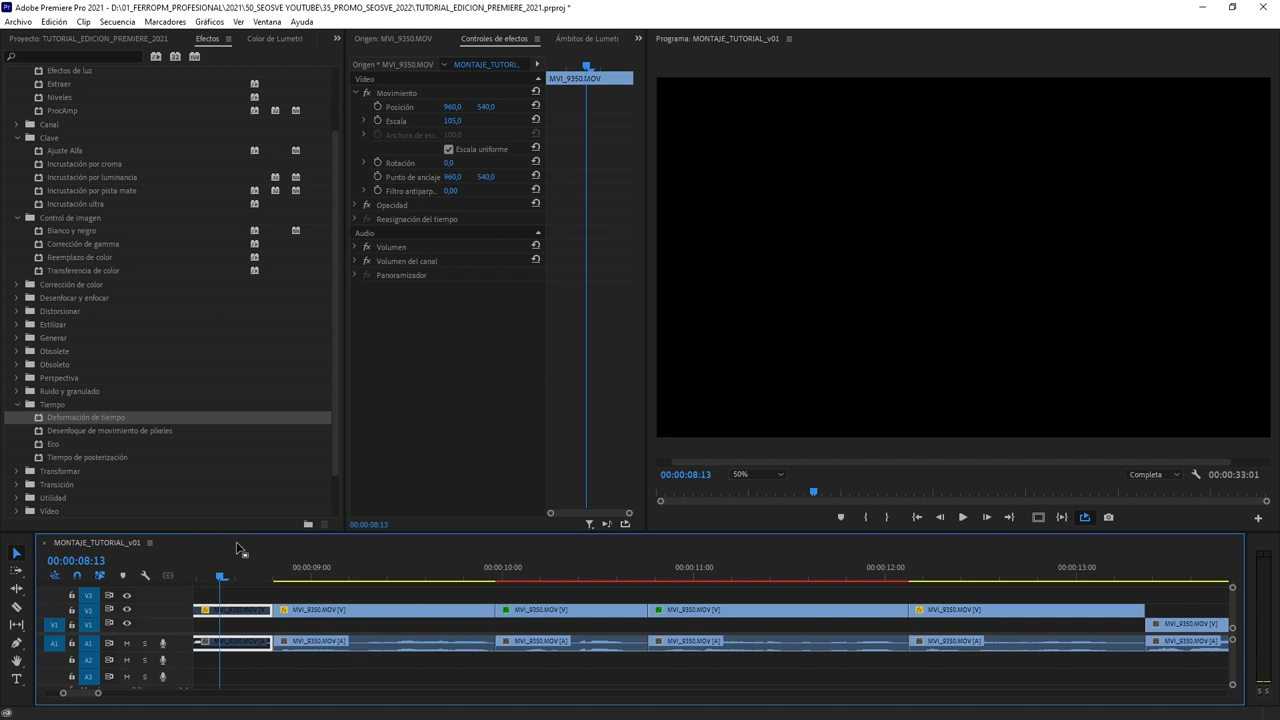 Adobe Premiere Pro 2021 - D:\01_FERROPM_PROFESIONAL\2021\50_SEOSVE YOUTUBE\35_PROMO_SEOSVE_2022\TUTORIAL_EDICION_PREMIERE_2021.prproj *
Archivo Edición Clip Secuencia Marcadores Gráficos Ver Ventana Ayuda
Proyecto: TUTORIAL_EDICION_PREMIERE_2021 Efectos Color de Lumetri
Origen: MVI_9350.MOV Controles de efectos Ámbitos de Lumetri
Programa: MONTAJE_TUTORIAL_v01
Efectos de luz
Extraer
Niveles
ProcAmp
Canal
Clave
Ajuste Alfa
Incrustación por croma
Incrustación por luminancia
Incrustación por pista mate
Incrustación ultra
Control de imagen
Blanco y negro
Corrección de gamma
Reemplazo de color
Transferencia de color
Corrección de color
Desenfocar y enfocar
Distorsionar
Estilizar
Generar
Obsolete
Obsoleto
Perspectiva
Ruido y granulado
Tiempo
Deformación de tiempo
Desenfoque de movimiento de píxeles
Eco
Tiempo de posterización
Transformar
Transición
Utilidad
Vídeo
Origen * MVI_9350.MOV MONTAJE_TUTORI...
Vídeo MVI_9350.MOV
fx Movimiento
Posición 960,0 540,0
Escala 105,0
Anchura de esc... 100,0
Escala uniforme
Rotación 0,0
Punto de anclaje 960,0 540,0
Filtro antiparp... 0,00
fx Opacidad
fx Reasignación del tiempo
Audio
fx Volumen
fx Volumen del canal
fx Panoramizador
00:00:08:13
00:00:08:13 50% Completa 00:00:33:01
MONTAJE_TUTORIAL_v01
00:00:08:13
00:00:09:00 00:00:10:00 00:00:11:00 00:00:12:00 00:00:13:00
V3
V2 MVI_9350.MOV [V] MVI_9350.MOV [V] MVI_9350.MOV [V] MVI_9350.MOV [V] MVI_9350.MOV [V]
V1 V1 MVI_9350.MOV [V]
A1 A1 M S MVI_9350.MOV [A] MVI_9350.MOV [A] MVI_9350.MOV [A] MVI_9350.MOV [A] MVI_9350.MOV [A] MVI_9350.MOV [A]
A2 M S
A3 M S
S S